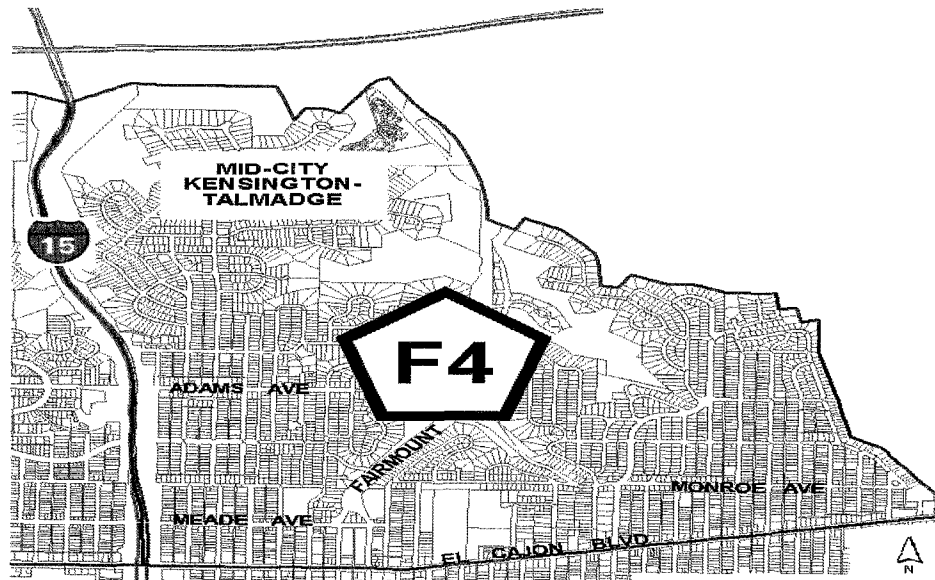 MID-CITY
KENSINGTON-
TALMADGE
15
F4
ADAMS AVE
FAIRMOUNT
MONROE AVE
MEADE AVE
EL CAJON BLVD
N